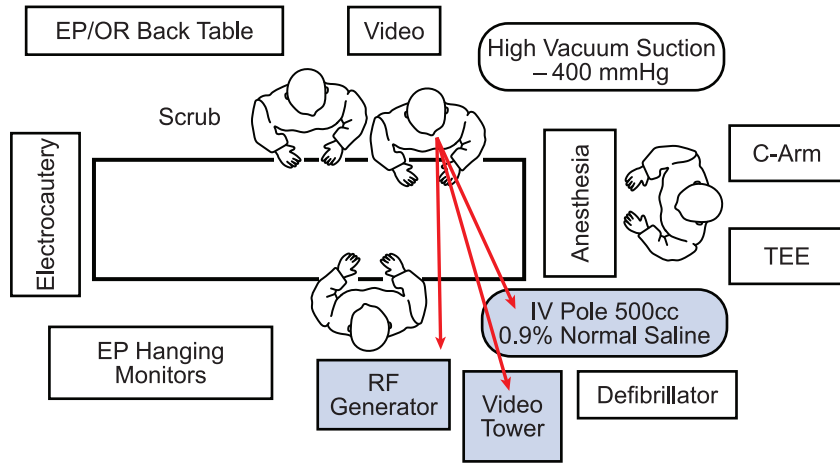 EP/OR Back Table
Video
High Vacuum Suction
– 400 mmHg
Scrub
Electrocautery
Anesthesia
C-Arm
TEE
IV Pole 500cc
0.9% Normal Saline
EP Hanging
Monitors
RF
Generator
Video
Tower
Defibrillator